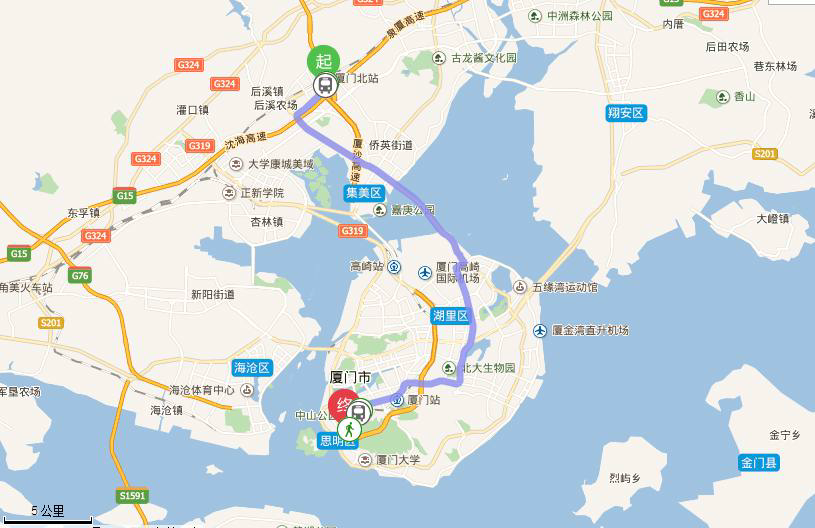 G324
G15
泉厦高速
中洲森林公园
G324
内厝
后田农场
巷东林场
古龙酱文化园
G324
起
厦门北站
G324
后溪镇
后溪农场
灌口镇
香山
翔安区
沈海高速
G319
厦沙高速
侨英街道
G324
大学康城美域
S201
G15
正新学院
集美区
嘉庚公园
东孚镇
杏林镇
大嶝镇
G324
G319
G15
高崎站
厦门高崎
国际机场
G76
角美火车站
新阳街道
五缘湾运动馆
S201
湖里区
厦金湾直升机场
海沧区
北大生物园
厦门市
军垦农场
海沧体育中心
厦门站
终
海沧镇
中山公园
思明区
金宁乡
厦门大学
金门县
烈屿乡
S1591
5 公里